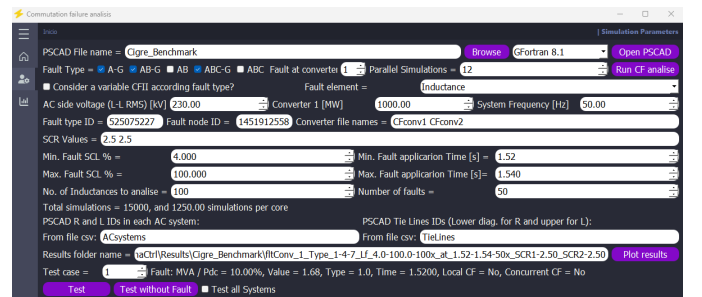 Commutation failure analisis
Inicio | Simulation Parameters
PSCAD File name = Cigre_Benchmark Browse GFortran 8.1 Open PSCAD
Fault Type = A-G AB-G AB ABC-G ABC Fault at converter 1 Parallel Simulations = 12 Run CF analise
Consider a variable CFII according fault type? Fault element = Inductance
AC side voltage (L-L RMS) [kV] 230.00 Converter 1 [MW] 1000.00 System Frequency [Hz] 50.00
Fault type ID = 525075227 Fault node ID = 1451912558 Converter file names = CFconv1 CFconv2
SCR Values = 2.5 2.5
Min. Fault SCL % = 4.000 Min. Fault applicarion Time [s] = 1.52
Max. Fault SCL % = 100.000 Max. Fault applicarion Time [s]= 1.540
No. of Inductances to analise = 100 Number of faults = 50
Total simulations = 15000, and 1250.00 simulations per core
PSCAD R and L IDs in each AC system: PSCAD Tie Lines IDs (Lower diag. for R and upper for L):
From file csv: ACsystems From file csv: TieLines
Results folder name = naCtrl\Results\Cigre_Benchmark\fltConv_1_Type_1-4-7_Lf_4.0-100.0-100x_at_1.52-1.54-50x_SCR1-2.50_SCR2-2.50 Plot results
Test case = 1 Fault: MVA / Pdc = 10.00%, Value = 1.68, Type = 1.0, Time = 1.5200, Local CF = No, Concurrent CF = No
Test Test without Fault Test all Systems